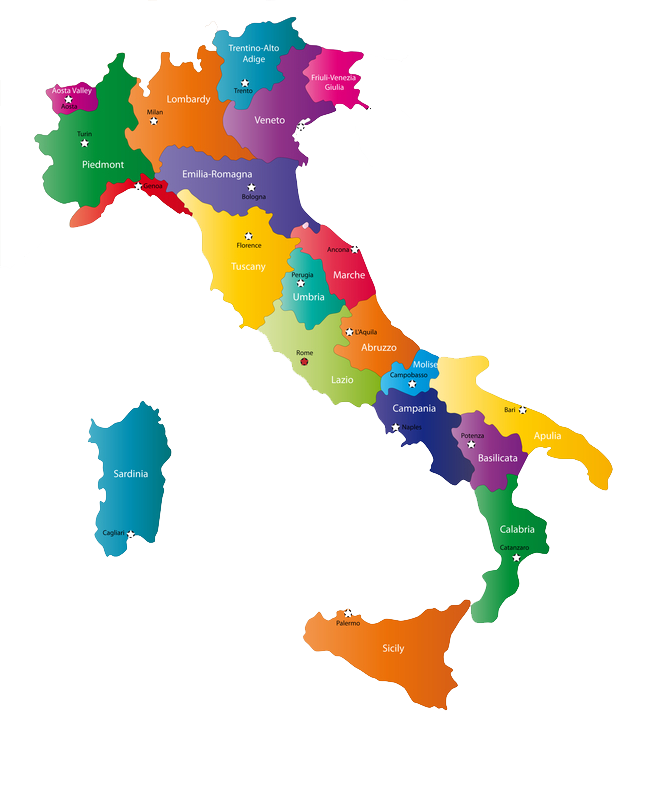 Trentino-Alto
Adige
Trento
Friuli-Venezia
Giulia
Aosta Valley
Aosta
Lombardy
Milan
Veneto
Turin
Piedmont
Emilia-Romagna
Bologna
Genoa
Florence
Tuscany
Ancona
Marche
Perugia
Umbria
L'Aquila
Abruzzo
Rome
Lazio
Molise
Campobasso
Campania
Naples
Bari
Apulia
Potenza
Basilicata
Sardinia
Cagliari
Calabria
Catanzaro
Palermo
Sicily